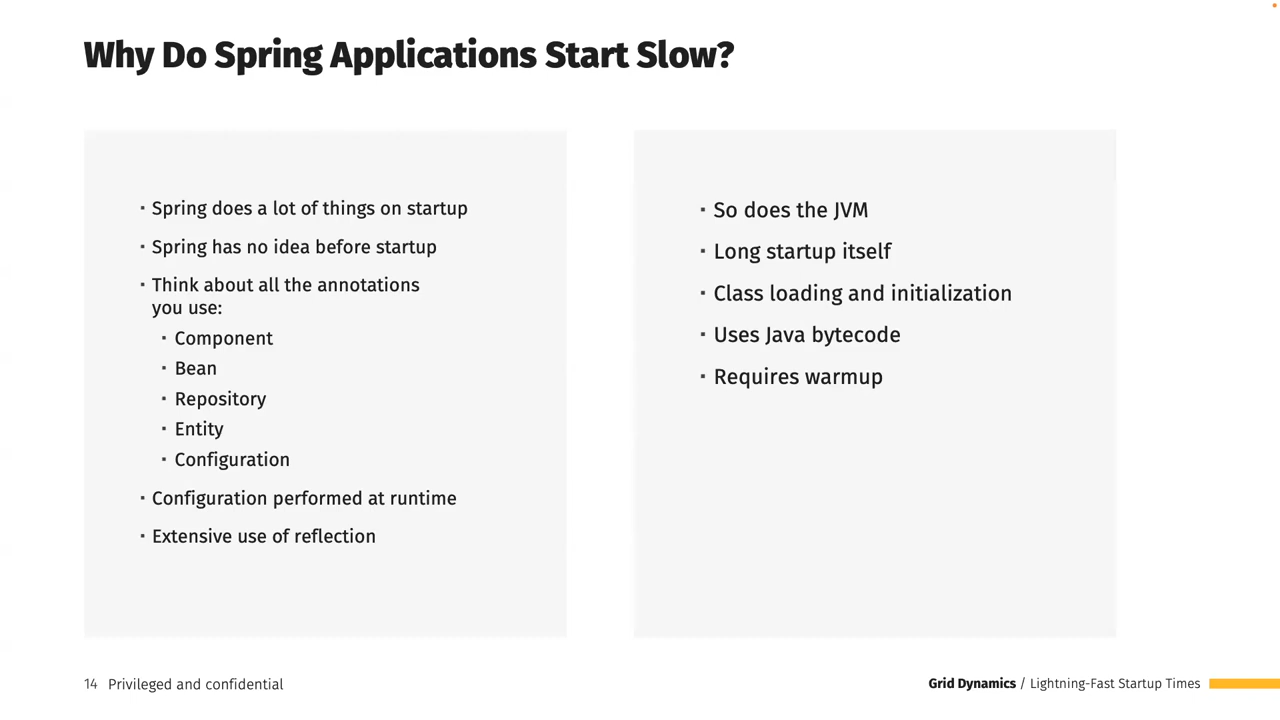 Why Do Spring Applications Start Slow?
· Spring does a lot of things on startup
· Spring has no idea before startup
· Think about all the annotations
you use:
· Component
· Bean
· Repository
· Entity
· Configuration
· Configuration performed at runtime
· Extensive use of reflection
· So does the JVM
· Long startup itself
· Class loading and initialization
· Uses Java bytecode
· Requires warmup
14 Privileged and confidential
Grid Dynamics / Lightning-Fast Startup Times